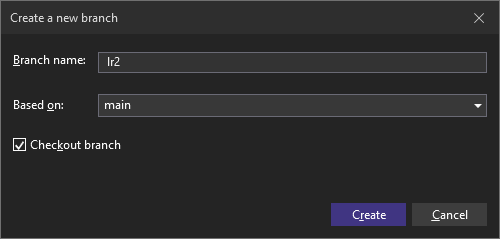 Create a new branch
Branch name: lr2
Based on: main
Checkout branch
Create Cancel